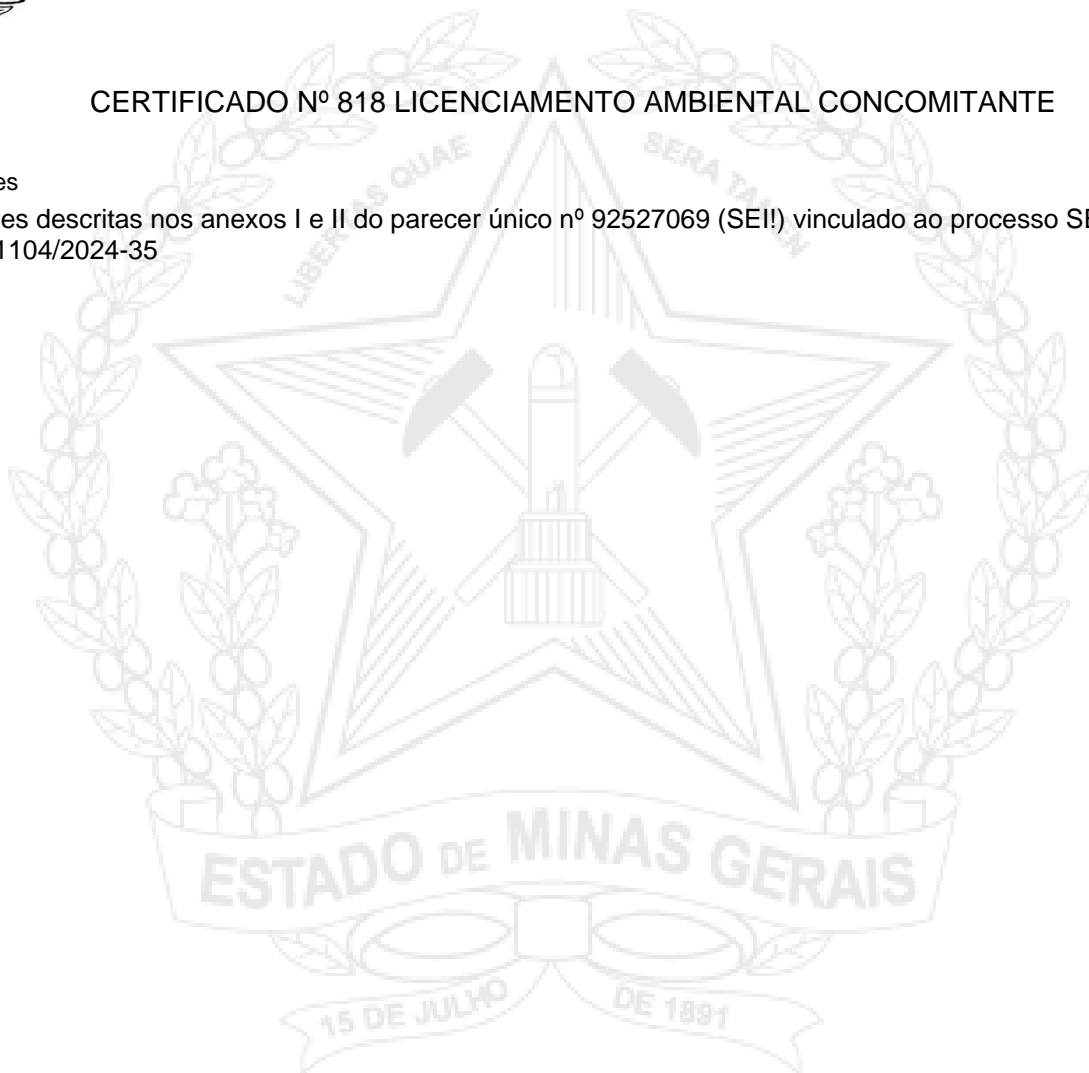 CERTIFICADO Nº 818 LICENCIAMENTO AMBIENTAL CONCOMITANTE
es
es descritas nos anexos I e II do parecer único nº 92527069 (SEI!) vinculado ao processo SE
1104/2024-35
LIBERTAS QUAE SERA TAMEN
ESTADO DE MINAS GERAIS
15 DE JULHO DE 1891